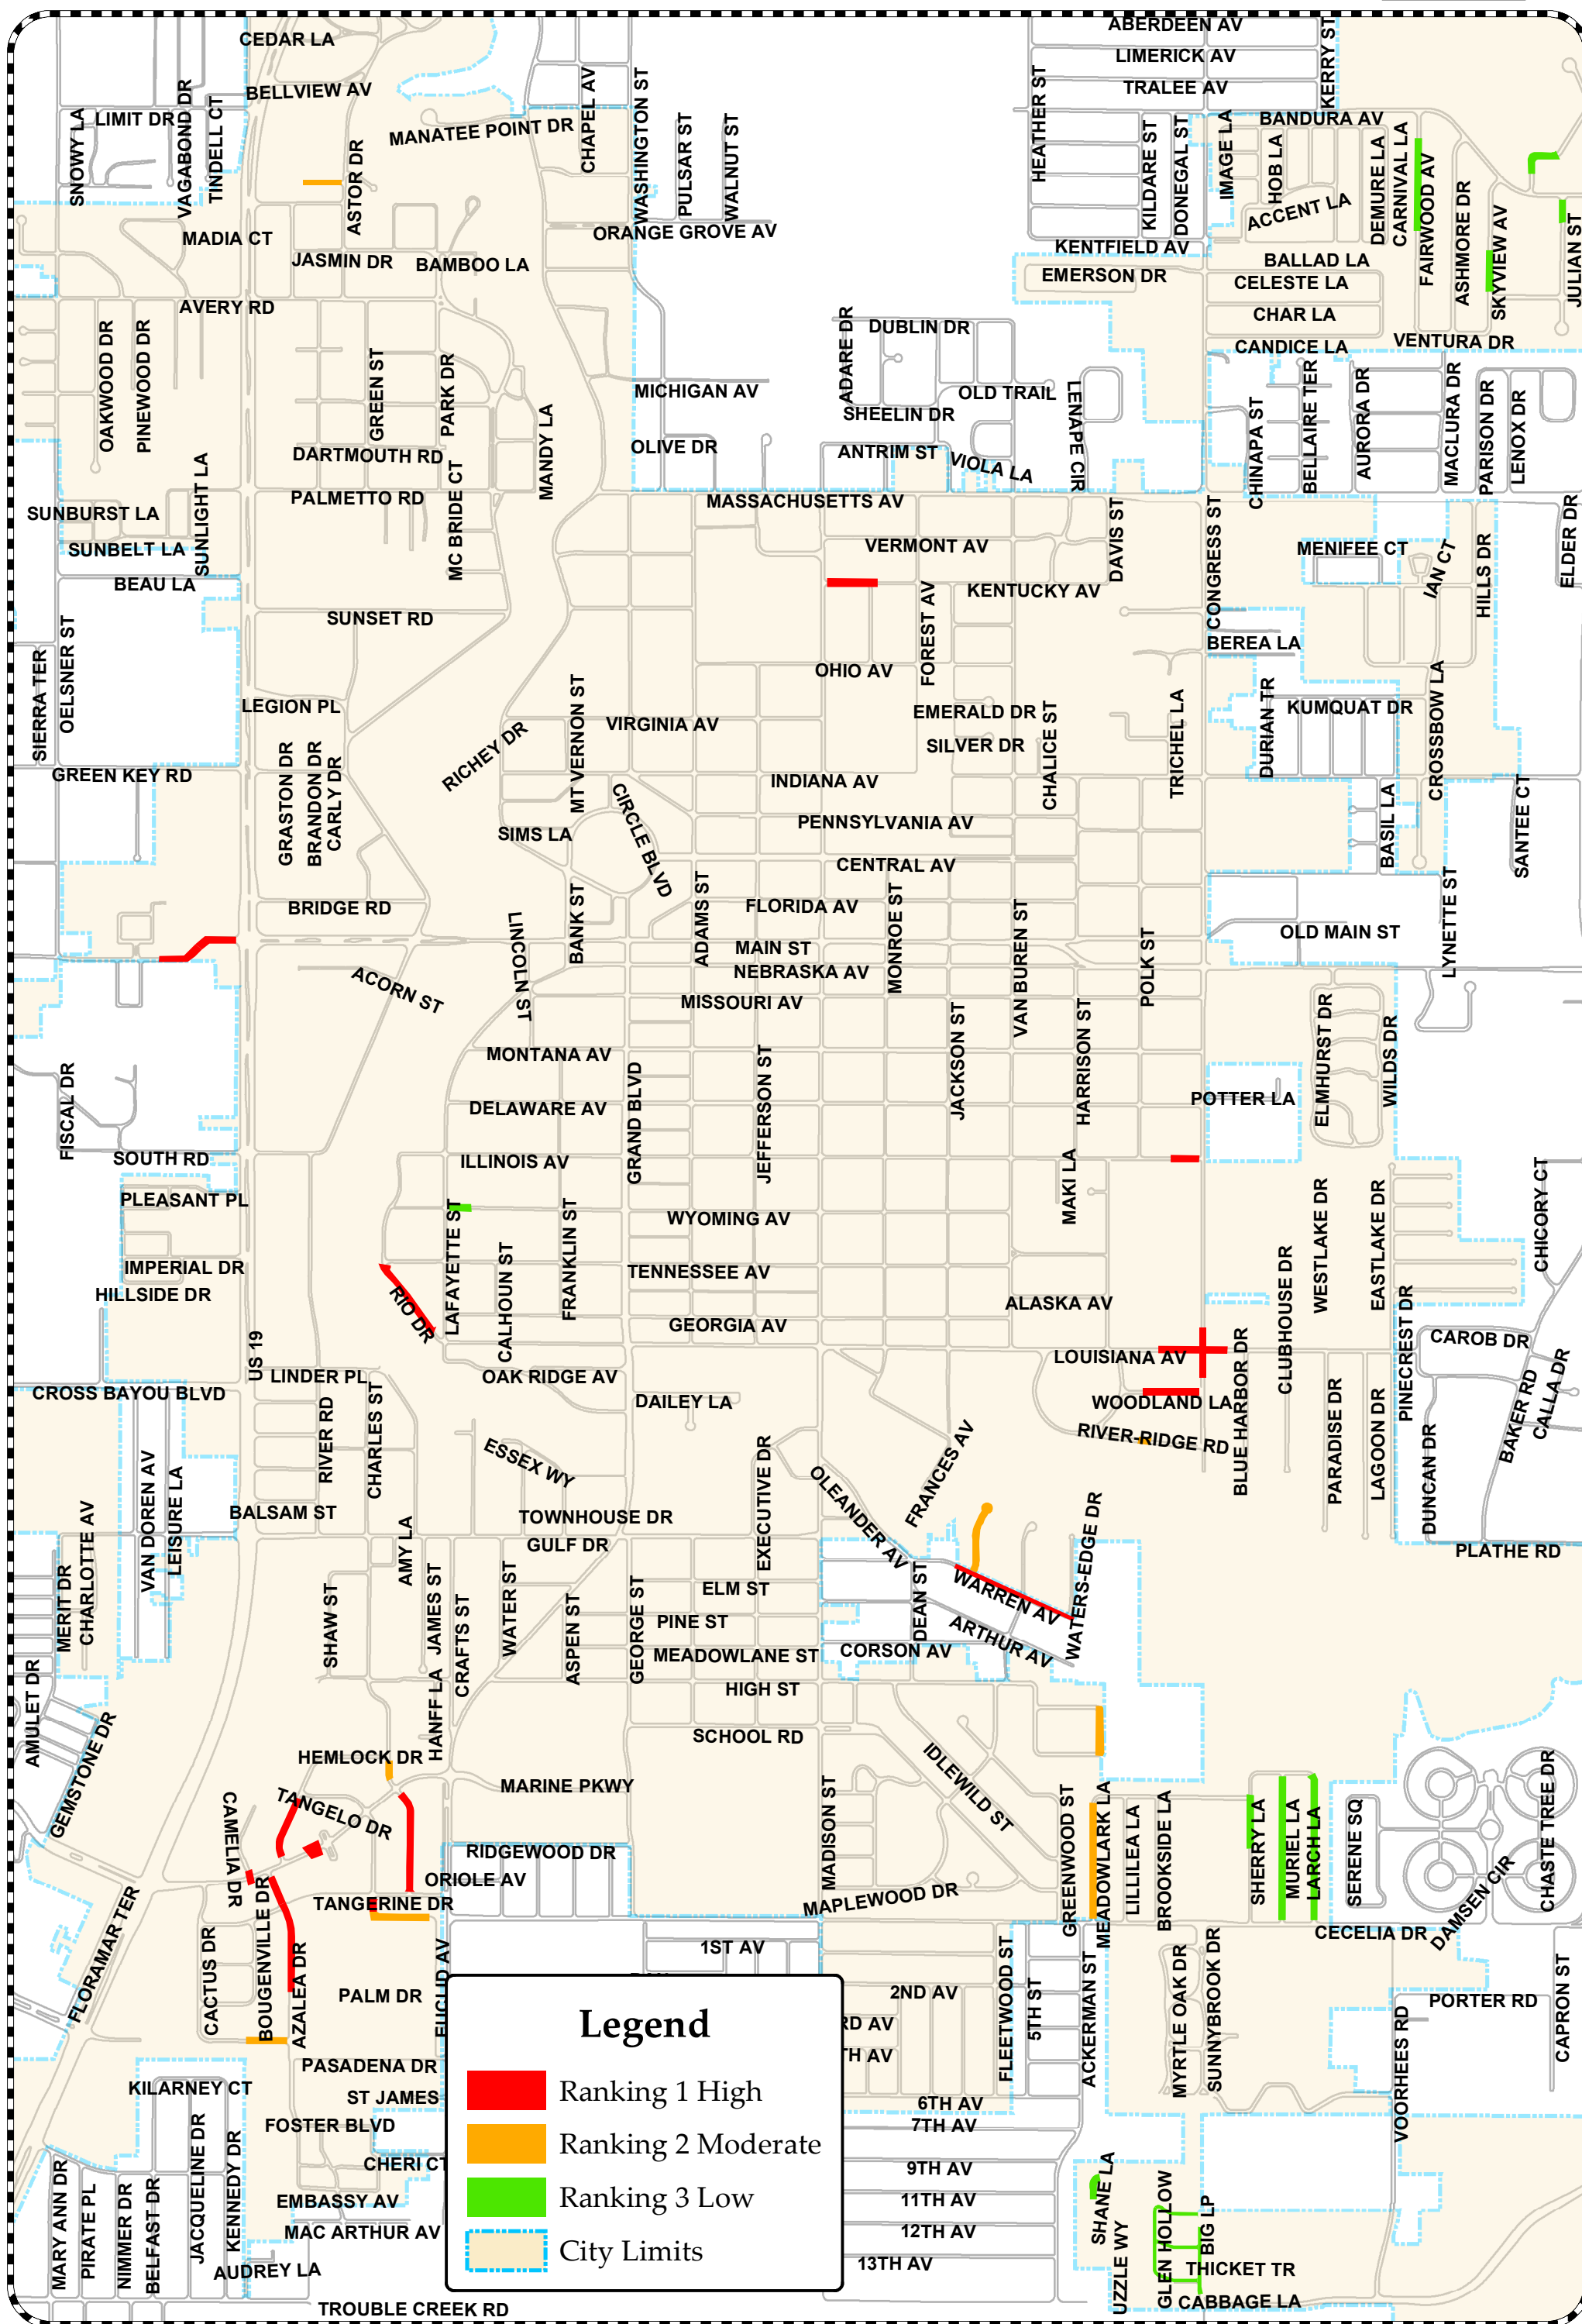 CEDAR LA
ABERDEEN AV
LIMERICK AV
KERRY ST
TRALEE AV
BELLVIEW AV
LIMIT DR
SNOWY LA
VAGABOND DR
TINDELL CT
MANATEE POINT DR
CHAPEL AV
WASHINGTON ST
PULSAR ST
WALNUT ST
HEATHER ST
KILDARE ST
DONEGAL ST
IMAGE LA
BANDURA AV
HOB LA
ACCENT LA
DEMURE LA
CARNIVAL LA
FAIRWOOD AV
ASHMORE DR
SKYVIEW AV
JULIAN ST
ASTOR DR
MADIA CT
ORANGE GROVE AV
KENTFIELD AV
JASMIN DR
BAMBOO LA
BALLAD LA
EMERSON DR
CELESTE LA
AVERY RD
CHAR LA
DUBLIN DR
ADARE DR
CANDICE LA
VENTURA DR
OAKWOOD DR
PINEWOOD DR
GREEN ST
PARK DR
MANDY LA
MICHIGAN AV
OLD TRAIL
SHEELIN DR
LENAPE CIR
CHINAPA ST
BELLAIRE TER
AURORA DR
MACLURA DR
PARISON DR
LENOX DR
OLIVE DR
ANTRIM ST
VIOLA LA
DARTMOUTH RD
PALMETTO RD
SUNLIGHT LA
MC BRIDE CT
MASSACHUSETTS AV
SUNBURST LA
SUNBELT LA
BEAU LA
VERMONT AV
DAVIS ST
CONGRESS ST
MENIFEE CT
IAN CT
HILLS DR
ELDER DR
KENTUCKY AV
FOREST AV
SUNSET RD
BEREA LA
OELSNER ST
SIERRA TER
OHIO AV
LEGION PL
EMERALD DR
KUMQUAT DR
DURIAN TR
CROSSBOW LA
TRICHEL LA
VIRGINIA AV
MT VERNON ST
RICHEY DR
SILVER DR
CHALICE ST
GREEN KEY RD
GRASTON DR
BRANDON DR
CARLY DR
INDIANA AV
CIRCLE BLVD
SIMS LA
PENNSYLVANIA AV
BASIL LA
SANTEE CT
CENTRAL AV
BRIDGE RD
LINCOLN ST
BANK ST
ADAMS ST
FLORIDA AV
MONROE ST
VAN BUREN ST
POLK ST
OLD MAIN ST
LYNETTE ST
MAIN ST
NEBRASKA AV
ACORN ST
MISSOURI AV
JACKSON ST
HARRISON ST
ELMHURST DR
WILDS DR
MONTANA AV
FISCAL DR
GRAND BLVD
JEFFERSON ST
POTTER LA
DELAWARE AV
SOUTH RD
ILLINOIS AV
MAKI LA
PLEASANT PL
LAFAYETTE ST
FRANKLIN ST
CALHOUN ST
WYOMING AV
WESTLAKE DR
EASTLAKE DR
CHICORY CT
IMPERIAL DR
TENNESSEE AV
CLUBHOUSE DR
HILLSIDE DR
RIO DR
ALASKA AV
PINECREST DR
GEORGIA AV
US 19
CAROB DR
LOUISIANA AV
BLUE HARBOR DR
LINDER PL
OAK RIDGE AV
CROSS BAYOU BLVD
DAILEY LA
WOODLAND LA
PARADISE DR
LAGOON DR
DUNCAN DR
BAKER RD
CALLA DR
RIVER RD
CHARLES ST
RIVER-RIDGE RD
ESSEX WY
EXECUTIVE DR
OLEANDER AV
FRANCES AV
VAN DOREN AV
LEISURE LA
BALSAM ST
TOWNHOUSE DR
GULF DR
WATERS-EDGE DR
PLATHE RD
AMY LA
MERIT DR
CHARLOTTE AV
SHAW ST
JAMES ST
CRAFTS ST
WATER ST
ASPEN ST
GEORGE ST
ELM ST
DEAN ST
WARREN AV
PINE ST
ARTHUR AV
MEADOWLANE ST
CORSON AV
AMULET DR
HANFF LA
HIGH ST
GEMSTONE DR
SCHOOL RD
HEMLOCK DR
IDLEWILD ST
MARINE PKWY
TANGELO DR
CAMELIA DR
MADISON ST
GREENWOOD ST
MEADOWLARK LA
LILLILEA LA
BROOKSIDE LA
SHERRY LA
MURIEL LA
LARCH LA
SERENE SQ
CHASTE TREE DR
DAMSEN CIR
RIDGEWOOD DR
ORIOLE AV
TANGERINE DR
MAPLEWOOD DR
CECELIA DR
FLORAMAR TER
CACTUS DR
BOUGENVILLE DR
AZALEA DR
EUCLID AV
1ST AV
FLEETWOOD ST
5TH ST
ACKERMAN ST
MYRTLE OAK DR
SUNNYBROOK DR
PALM DR
2ND AV
PORTER RD
CAPRON ST
RD AV
TH AV
PASADENA DR
VOORHEES RD
KILARNEY CT
ST JAMES
6TH AV
FOSTER BLVD
7TH AV
CHERI CT
9TH AV
SHANE LA
MARY ANN DR
PIRATE PL
NIMMER DR
BELFAST DR
JACQUELINE DR
KENNEDY DR
EMBASSY AV
11TH AV
GLEN HOLLOW
BIG LP
MAC ARTHUR AV
12TH AV
UZZLE WY
13TH AV
AUDREY LA
THICKET TR
CABBAGE LA
TROUBLE CREEK RD
Legend
Ranking 1 High
Ranking 2 Moderate
Ranking 3 Low
City Limits